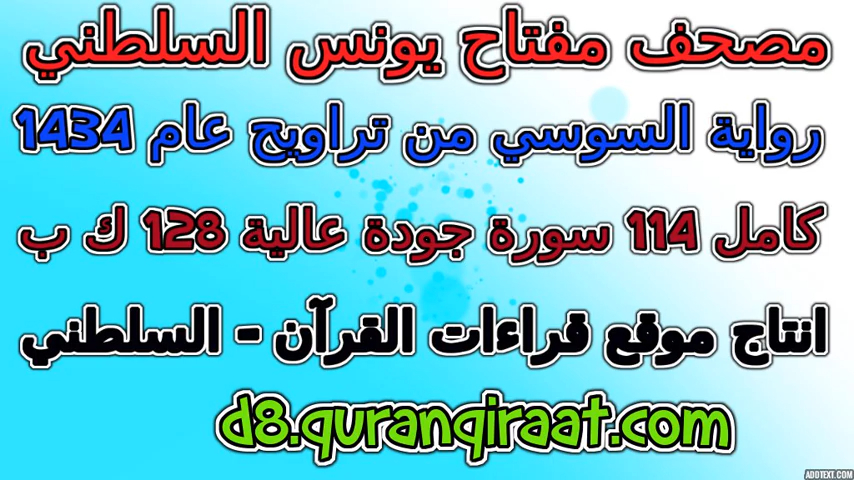 مصحف مفتاح يونس السلطني
رواية السوسي من تراويح عام 1434
كامل 114 سورة جودة عالية 128 ك ب
انتاج موقع قراءات القرآن - السلطني
d8.quranqiraat.com
ADDTEXT.COM